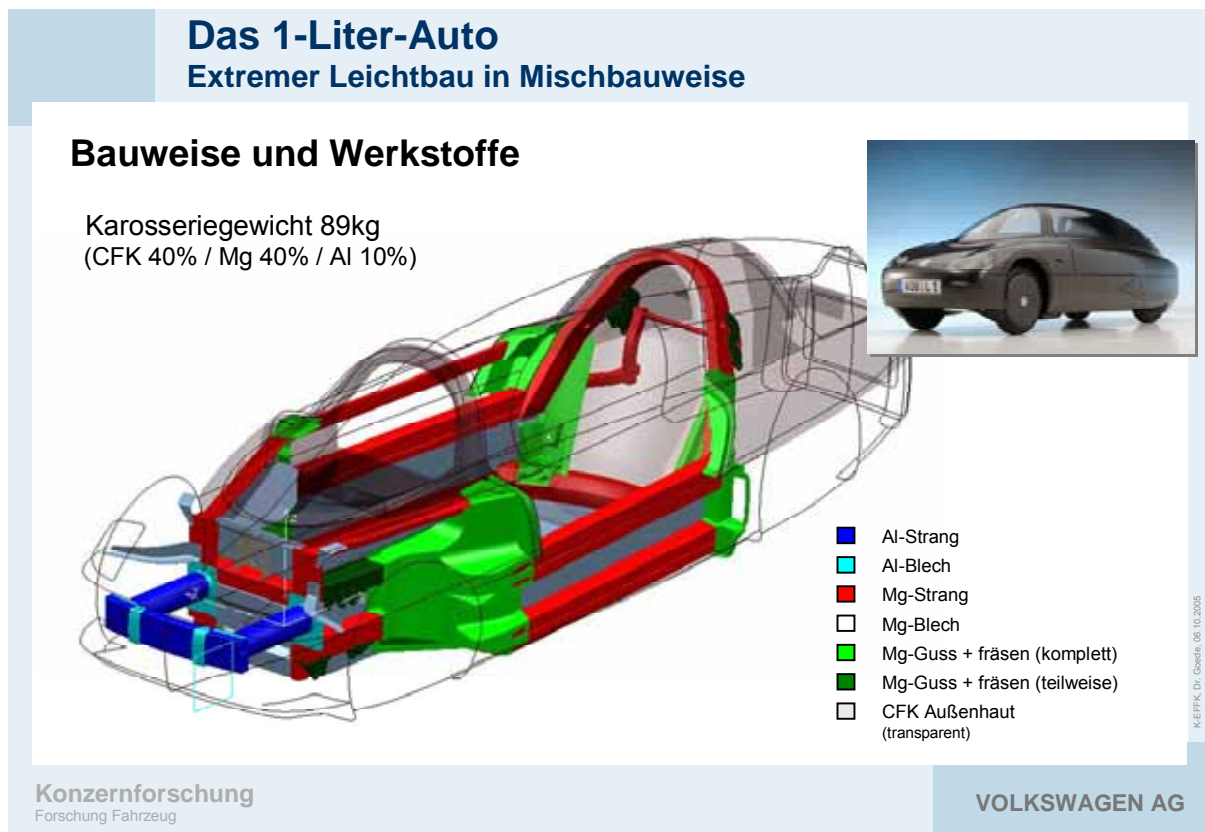 Das 1-Liter-Auto
Extremer Leichtbau in Mischbauweise
Bauweise und Werkstoffe
Karosseriegewicht 89kg
(CFK 40% / Mg 40% / Al 10%)
Al-Strang
Al-Blech
Mg-Strang
Mg-Blech
Mg-Guss + fräsen (komplett)
Mg-Guss + fräsen (teilweise)
CFK Außenhaut
(transparent)
K-EFFK, Dr. Goede, 06.10.2005
Konzernforschung
Forschung Fahrzeug
VOLKSWAGEN AG